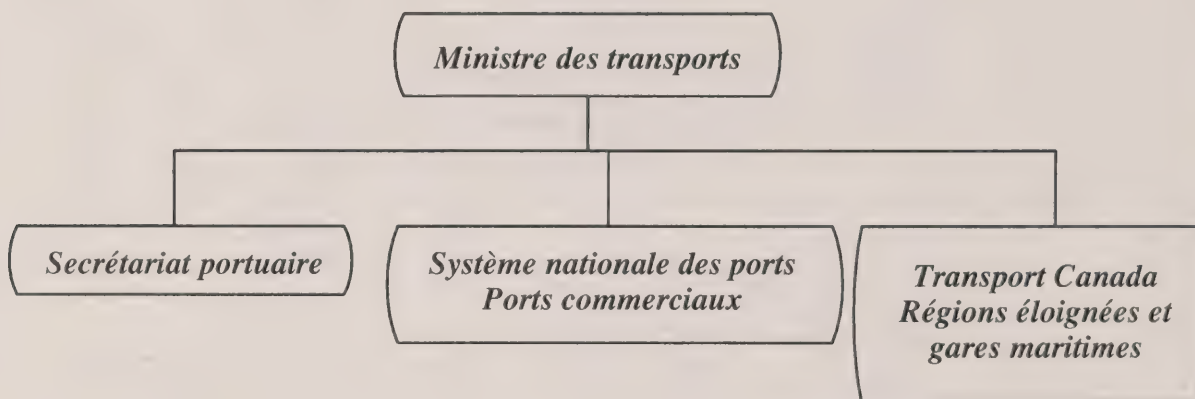 Ministre des transports
Secrétariat portuaire
Système nationale des ports
Ports commerciaux
Transport Canada
Régions éloignées et
gares maritimes